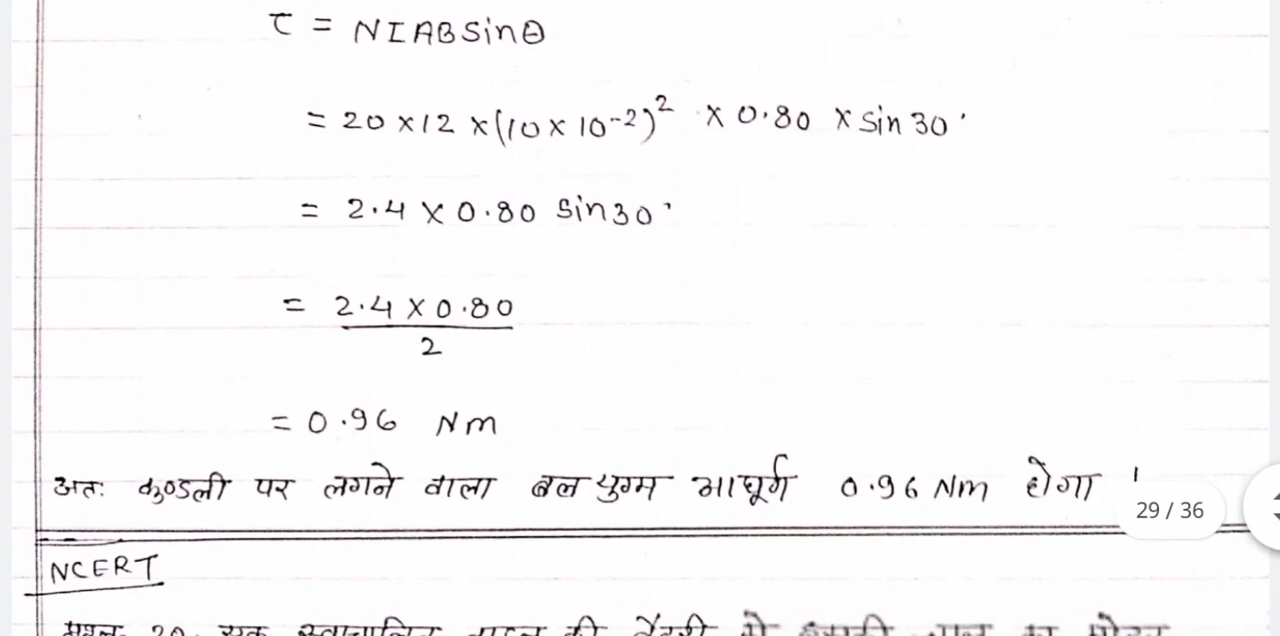 τ = NIABSinθ
= 20 × 12 × (10 × 10-2)² × 0.80 × Sin 30°
= 2.4 × 0.80 Sin30°
= 2.4 × 0.80
2
= 0.96 Nm
अतः कुण्डली पर लगने वाला बल युग्म आघूर्ण 0.96 Nm होगा ।
29 / 36
NCERT